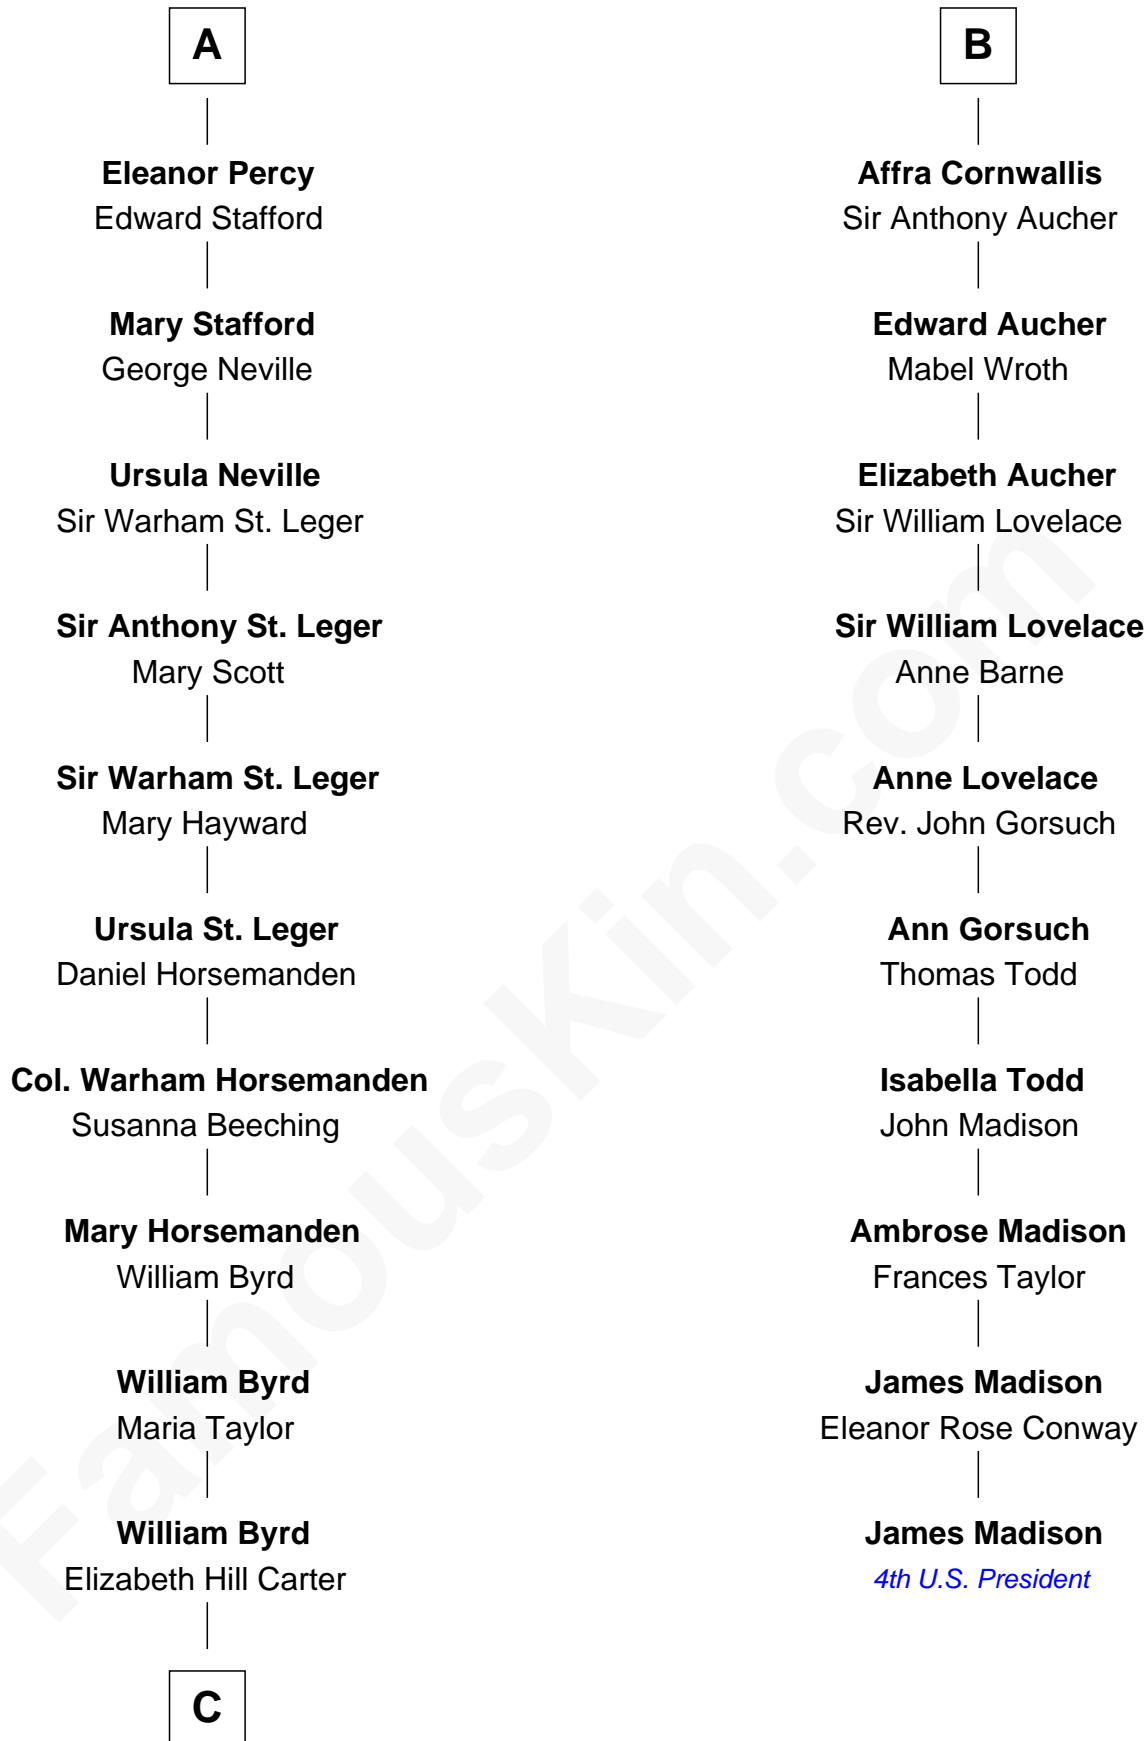 A
Eleanor Percy
Edward Stafford
Mary Stafford
George Neville
Ursula Neville
Sir Warham St. Leger
Sir Anthony St. Leger
Mary Scott
Sir Warham St. Leger
Mary Hayward
Ursula St. Leger
Daniel Horsemanden
Col. Warham Horsemanden
Susanna Beeching
Mary Horsemanden
William Byrd
William Byrd
Maria Taylor
William Byrd
Elizabeth Hill Carter
C
B
Affra Cornwallis
Sir Anthony Aucher
Edward Aucher
Mabel Wroth
Elizabeth Aucher
Sir William Lovelace
Sir William Lovelace
Anne Barne
Anne Lovelace
Rev. John Gorsuch
Ann Gorsuch
Thomas Todd
Isabella Todd
John Madison
Ambrose Madison
Frances Taylor
James Madison
Eleanor Rose Conway
James Madison
4th U.S. President
FamousKin.com